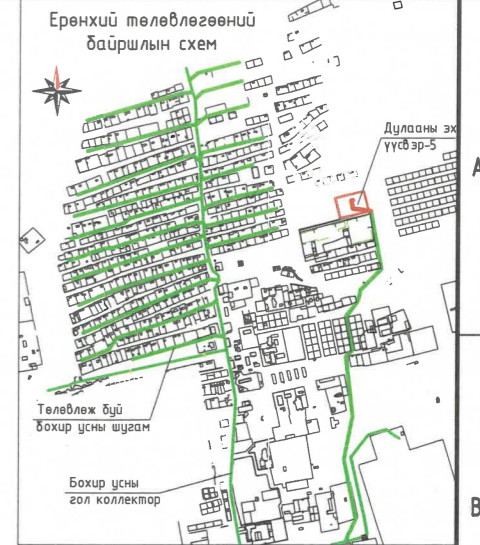 Ерөнхий төлөвлөгөөний
байршлын схем
Дулааны эх
үүсвэр-5
А
Төлөвлөж буй
бохир усны шугам
Бохир усны
гол коллектор
В